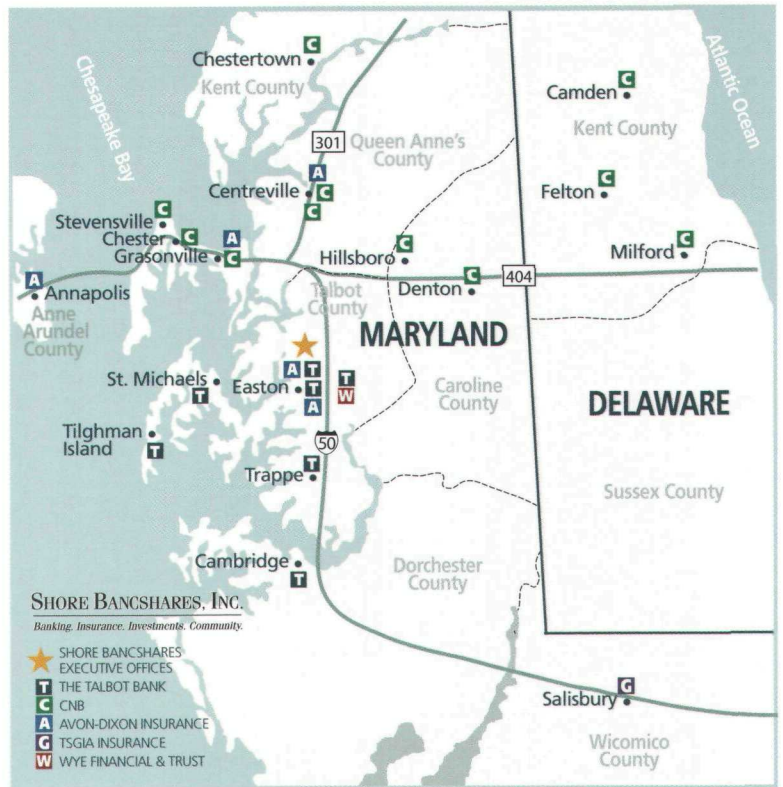 Chestertown
C
Kent County
Chesapeake Bay
Atlantic Ocean
Camden
C
Kent County
301
Queen Anne's
County
A
Centreville
C
C
Felton
C
Stevensville
C
Chester
C
Grasonville
A
C
Hillsboro
C
Milford
C
Denton
C
404
A
Annapolis
Anne
Arundel
County
Talbot
County
MARYLAND
St. Michaels
T
Easton
A
T
T
A
T
W
Caroline
County
DELAWARE
Tilghman
Island
T
50
Trappe
T
Sussex County
Cambridge
T
Dorchester
County
SHORE BANCSHARES, INC.
Banking. Insurance. Investments. Community.
SHORE BANCSHARES
EXECUTIVE OFFICES
T THE TALBOT BANK
C CNB
A AVON-DIXON INSURANCE
G TSGIA INSURANCE
W WYE FINANCIAL & TRUST
G
Salisbury
Wicomico
County